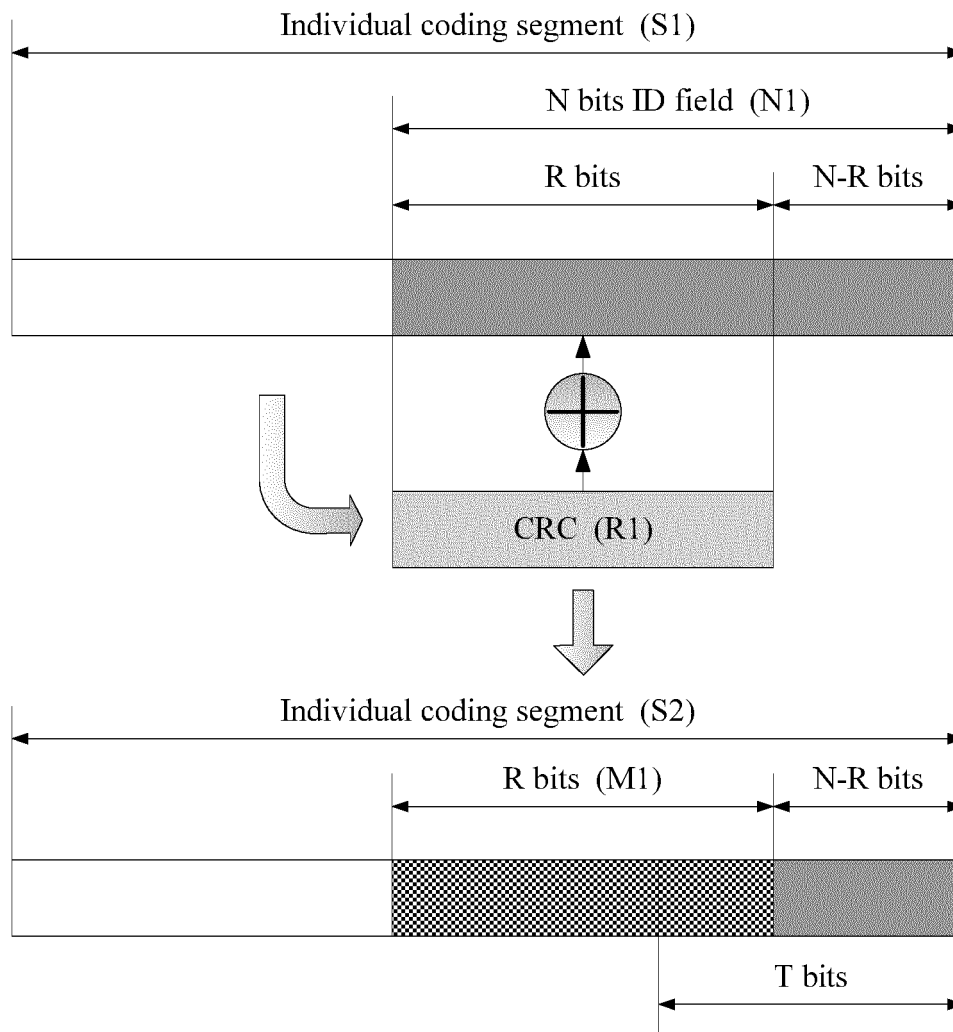 Individual coding segment (S1)
N bits ID field (N1)
R bits
N-R bits
CRC (R1)
Individual coding segment (S2)
R bits (M1)
N-R bits
T bits